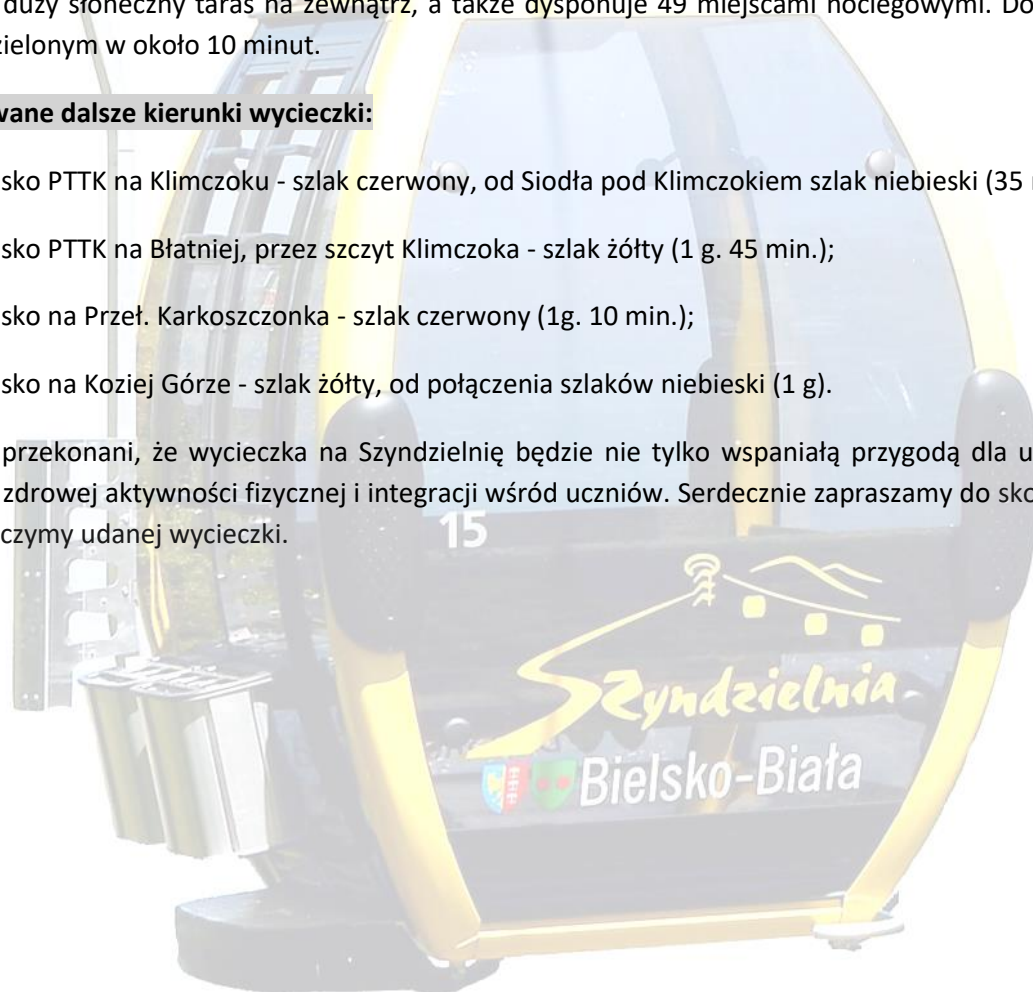 duży słoneczny taras na zewnątrz, a także dysponuje 49 miejscami noclegowymi. Do
zielonym w około 10 minut.
wane dalsze kierunki wycieczki:
sko PTTK na Klimczoku - szlak czerwony, od Siodła pod Klimczokiem szlak niebieski (35
sko PTTK na Błatniej, przez szczyt Klimczoka - szlak żółty (1 g. 45 min.);
sko na Przeł. Karkoszczonka - szlak czerwony (1g. 10 min.);
sko na Koziej Górze - szlak żółty, od połączenia szlaków niebieski (1 g).
przekonani, że wycieczka na Szyndzielnię będzie nie tylko wspaniałą przygodą dla u
zdrowej aktywności fizycznej i integracji wśród uczniów. Serdecznie zapraszamy do sko
czymy udanej wycieczki.
15
Szyndzielnia
Bielsko-Biała